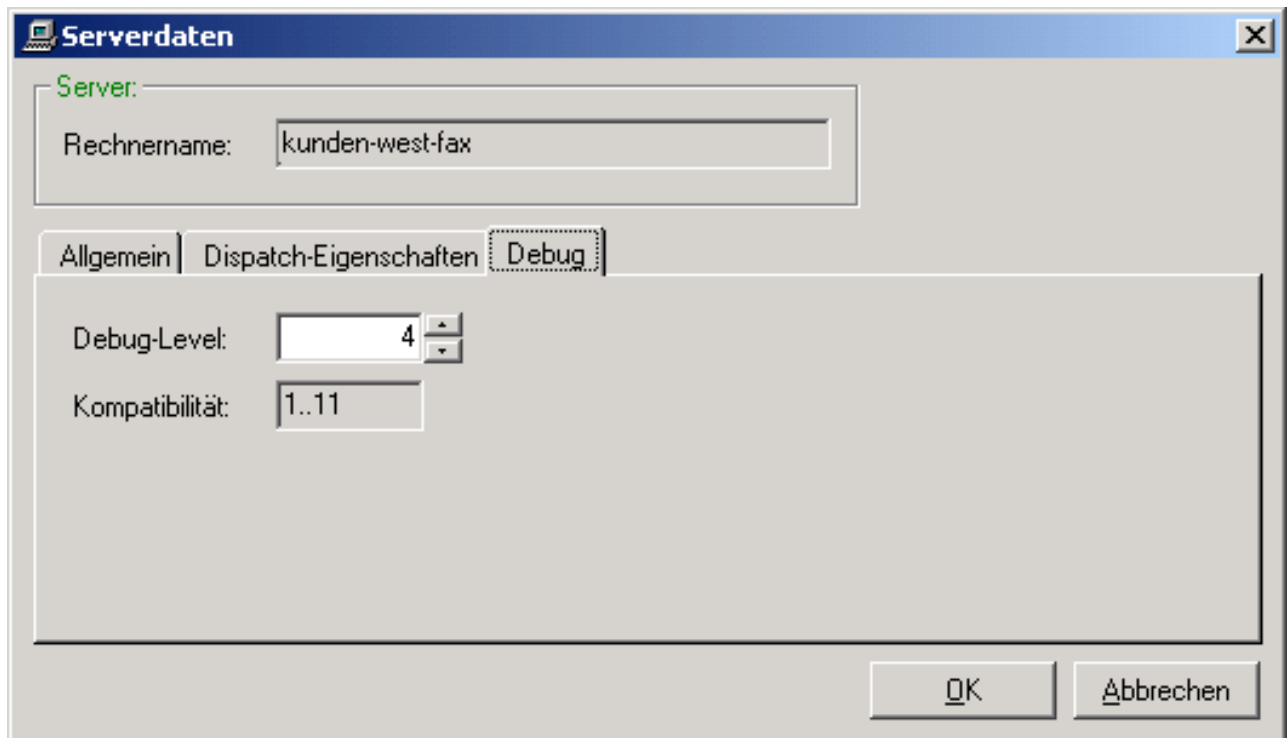 Serverdaten
Server:
Rechnername: kunden-west-fax
Allgemein Dispatch-Eigenschaften Debug
Debug-Level: 4
Kompatibilität: 1..11
OK Abbrechen